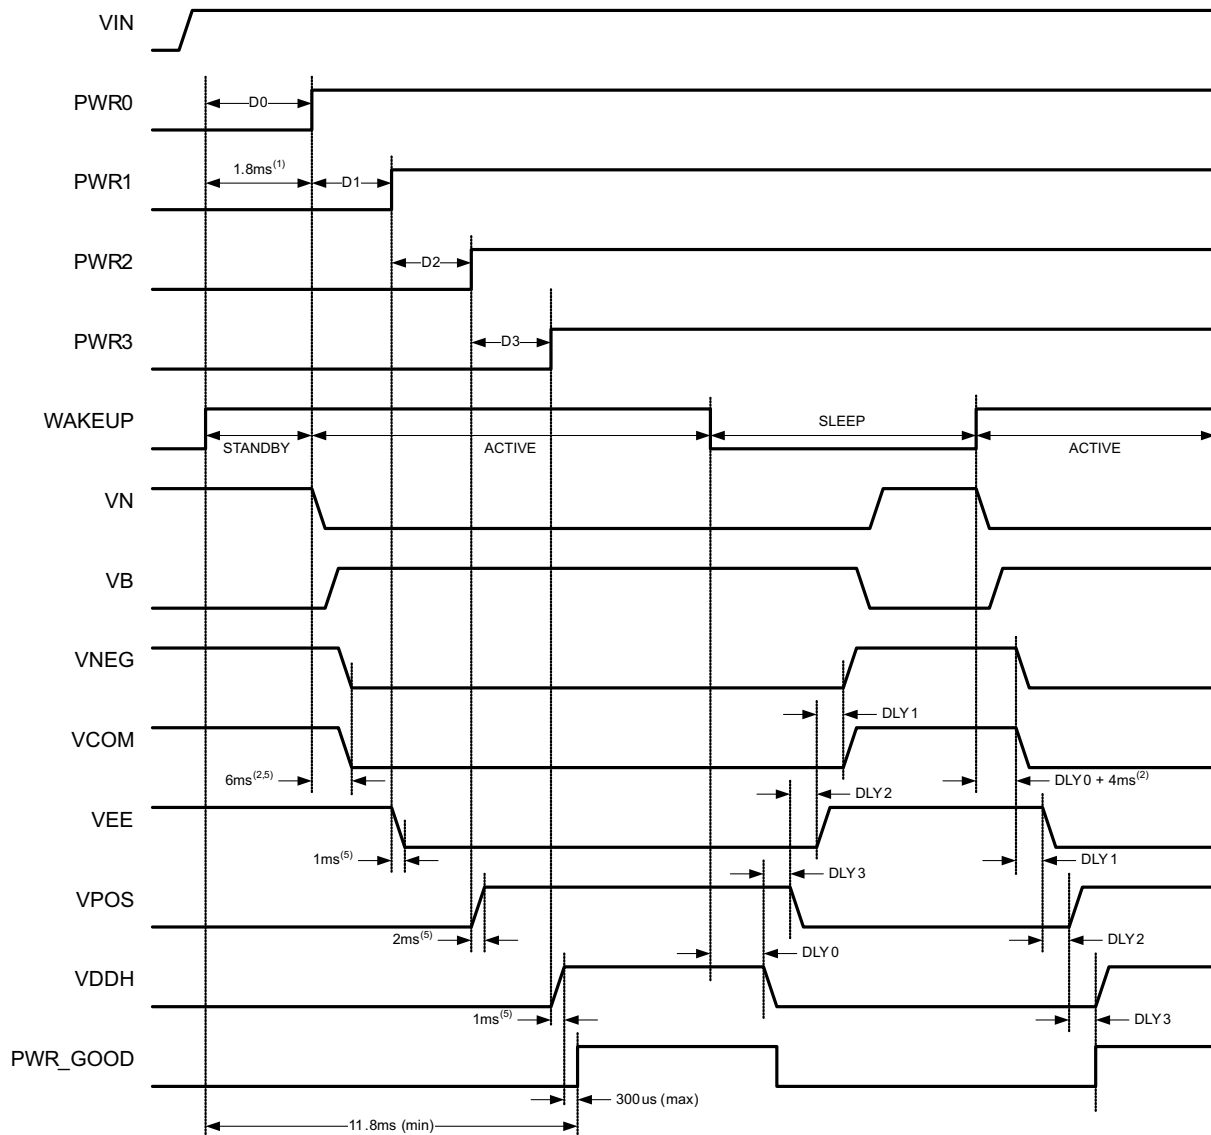 VIN
PWR0
D0
PWR1
1.8ms(1)
D1
PWR2
D2
PWR3
D3
WAKEUP
STANDBY
ACTIVE
SLEEP
ACTIVE
VN
VB
VNEG
DLY1
VCOM
6ms(2,5)
DLY2
DLY0 + 4ms(2)
VEE
1ms(5)
DLY3
DLY1
VPOS
2ms(5)
DLY0
DLY2
VDDH
1ms(5)
DLY3
PWR_GOOD
300us (max)
11.8ms (min)